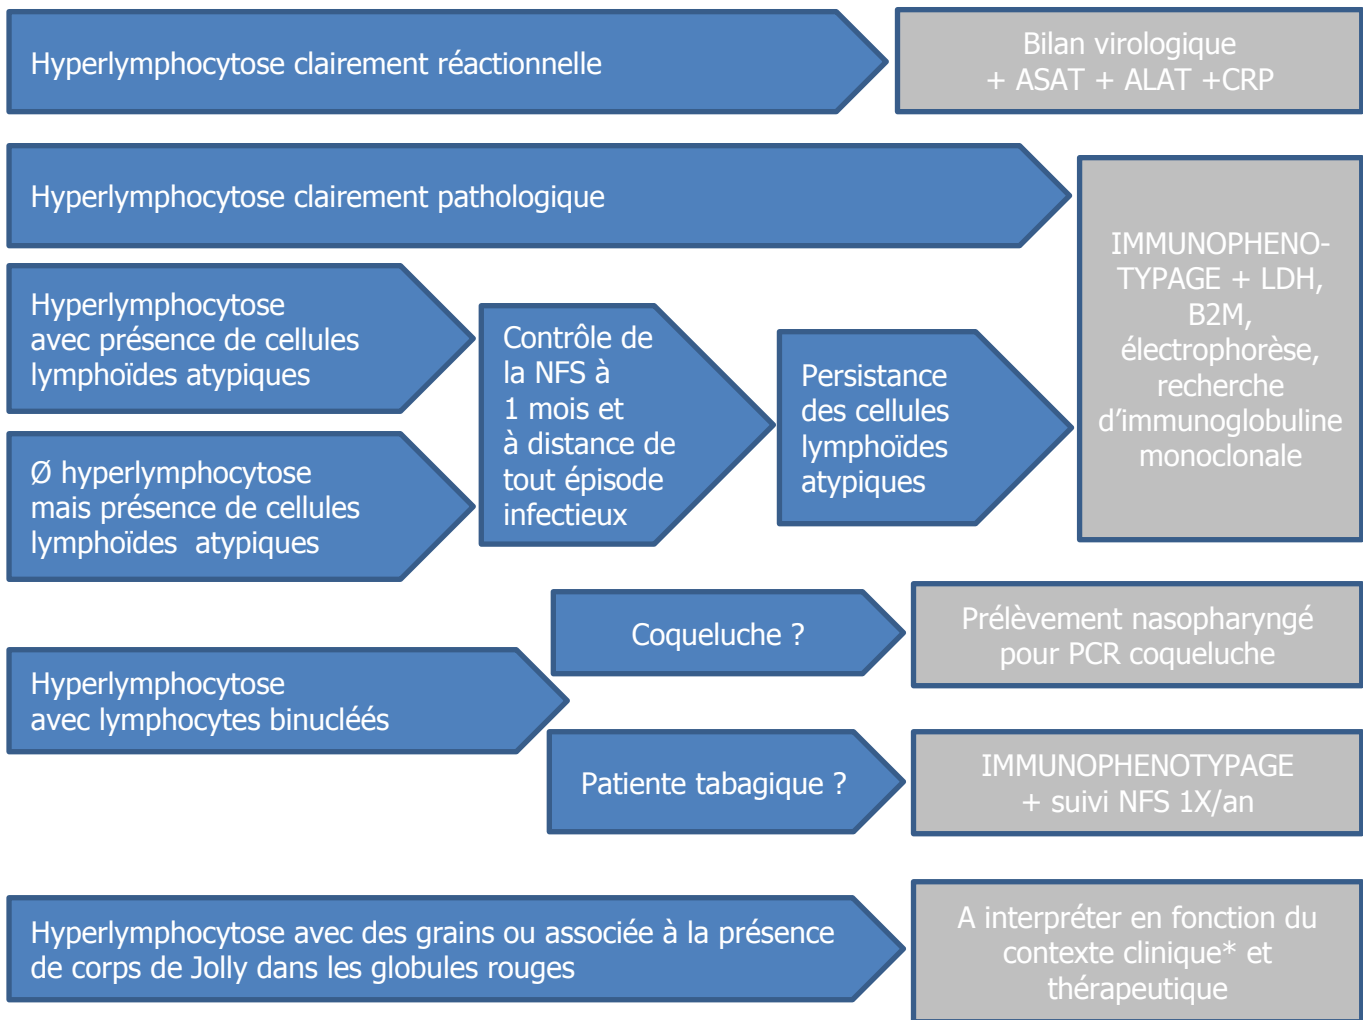 Hyperlymphocytose clairement réactionnelle
Bilan virologique
+ ASAT + ALAT +CRP
Hyperlymphocytose clairement pathologique
IMMUNOPHENO-
TYPAGE + LDH,
B2M,
électrophorèse,
recherche
d'immunoglobuline
monoclonale
Hyperlymphocytose
avec présence de cellules
lymphoïdes atypiques
Ø hyperlymphocytose
mais présence de cellules
lymphoïdes  atypiques
Contrôle de
la NFS à
1 mois et
à distance de
tout épisode
infectieux
Persistance
des cellules
lymphoïdes
atypiques
Hyperlymphocytose
avec lymphocytes binucléés
Coqueluche ?
Prélèvement nasopharyngé
pour PCR coqueluche
Patiente tabagique ?
IMMUNOPHENOTYPAGE
+ suivi NFS 1X/an
Hyperlymphocytose avec des grains ou associée à la présence
de corps de Jolly dans les globules rouges
A interpréter en fonction du
contexte clinique* et
thérapeutique